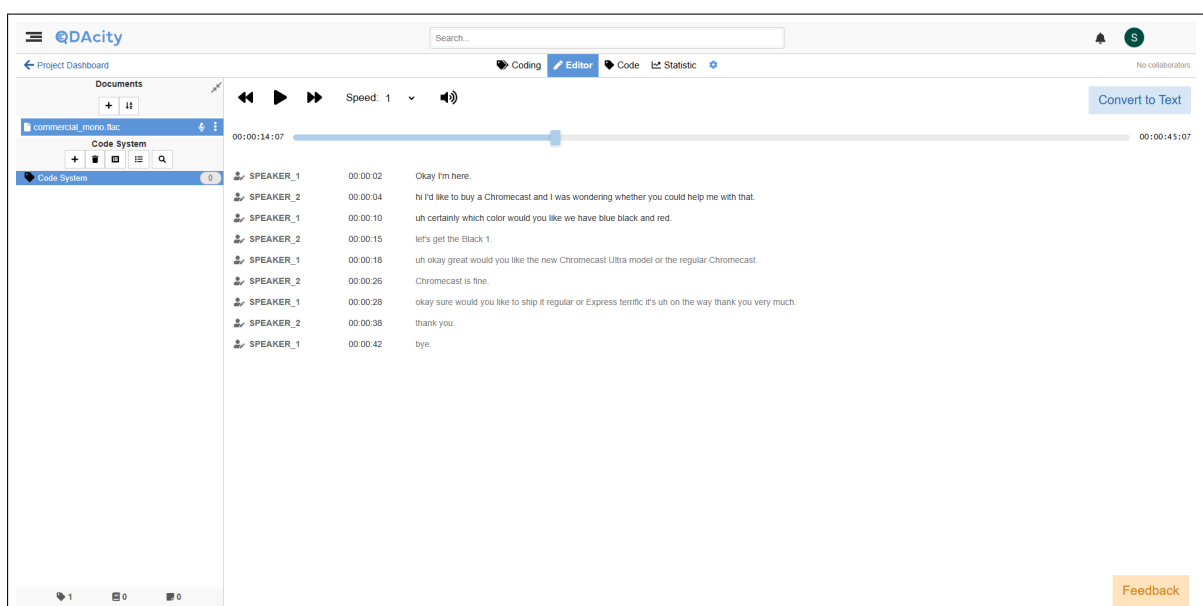 QDAcity
Search...
S
Project Dashboard
Coding Editor Code Statistic
No collaborators
Documents
commercial_mono.flac
Code System
Code System 0
1 0 0
Speed: 1
Convert to Text
00:00:14:07 00:00:45:07
SPEAKER_1 00:00:02 Okay I'm here.
SPEAKER_2 00:00:04 hi I'd like to buy a Chromecast and I was wondering whether you could help me with that.
SPEAKER_1 00:00:10 uh certainly which color would you like we have blue black and red.
SPEAKER_2 00:00:15 let's get the Black 1.
SPEAKER_1 00:00:18 uh okay great would you like the new Chromecast Ultra model or the regular Chromecast.
SPEAKER_2 00:00:26 Chromecast is fine.
SPEAKER_1 00:00:28 okay sure would you like to ship it regular or Express terrific it's uh on the way thank you very much.
SPEAKER_2 00:00:38 thank you.
SPEAKER_1 00:00:42 bye.
Feedback